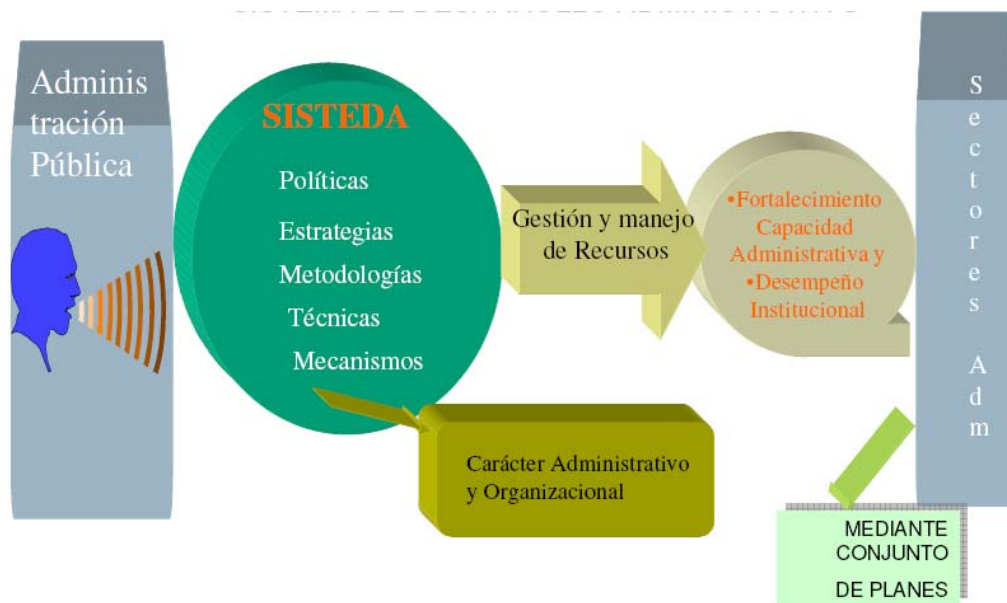 Adminis
tración
Pública
SISTEDA
Políticas
Estrategias
Metodologías
Técnicas
Mecanismos
Gestión y manejo
de Recursos
•Fortalecimiento
Capacidad
Administrativa y
•Desempeño
Institucional
Carácter Administrativo
y Organizacional
S
e
c
t
o
r
e
s
A
d
m
MEDIANTE
CONJUNTO
DE PLANES